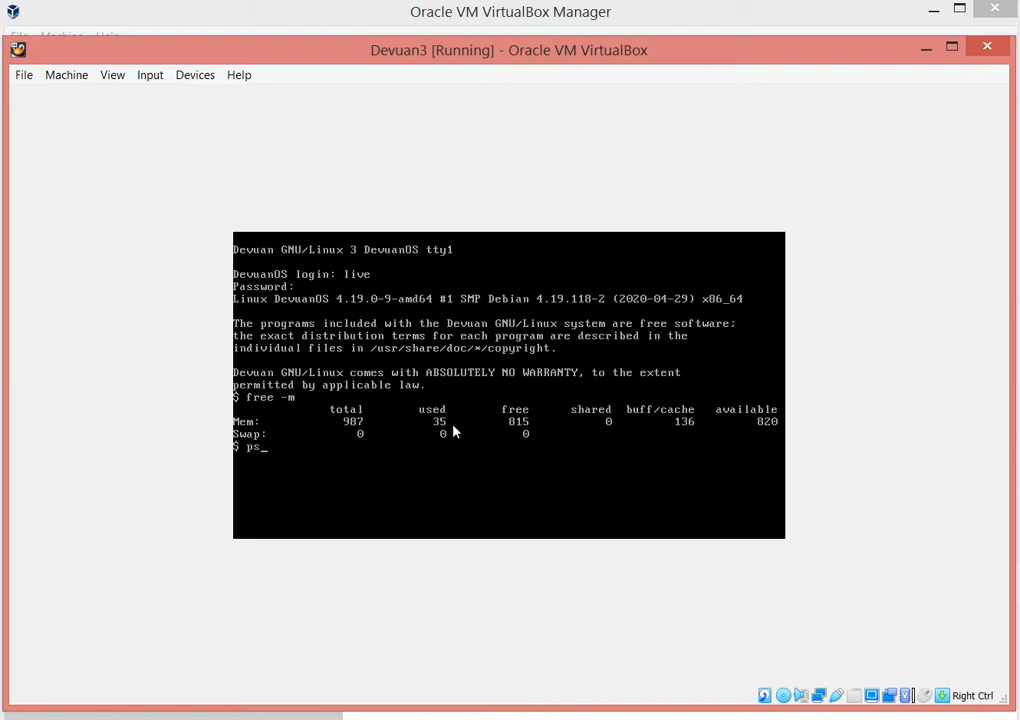 Oracle VM VirtualBox Manager
Devuan3 [Running] - Oracle VM VirtualBox
File Machine View Input Devices Help
Devuan GNU/Linux 3 DevuanOS tty1
DevuanOS login: live
Password:
Linux DevuanOS 4.19.0-9-amd64 #1 SMP Debian 4.19.118-2 (2020-04-29) x86_64
The programs included with the Devuan GNU/Linux system are free software;
the exact distribution terms for each program are described in the
individual files in /usr/share/doc/*/copyright.
Devuan GNU/Linux comes with ABSOLUTELY NO WARRANTY, to the extent
permitted by applicable law.
$ free -m
total used free shared buff/cache available
Mem: 987 35 815 0 136 820
Swap: 0 0 0
$ ps_
Right Ctrl